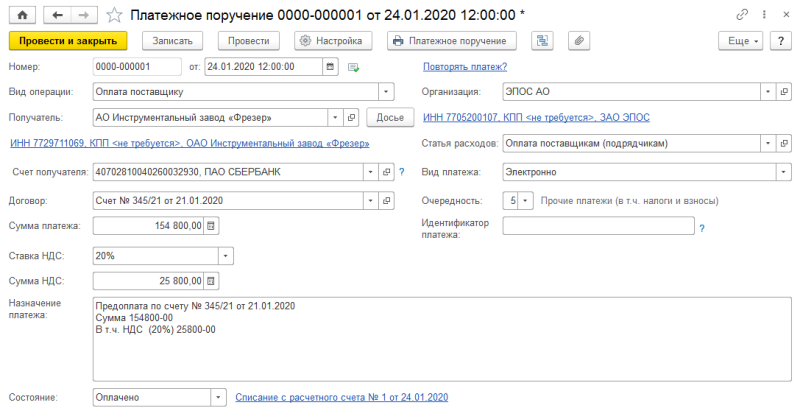 Платежное поручение 0000-000001 от 24.01.2020 12:00:00 *
Провести и закрыть Записать Провести Настройка Платежное поручение Еще ?
Номер: 0000-000001 от: 24.01.2020 12:00:00 Повторять платеж?
Вид операции: Оплата поставщику Организация: ЭПОС АО
Получатель: АО Инструментальный завод «Фрезер» Досье ИНН 7705200107, КПП <не требуется>, ЗАО ЭПОС
ИНН 7729711069, КПП <не требуется>, ОАО Инструментальный завод «Фрезер» Статья расходов: Оплата поставщикам (подрядчикам)
Счет получателя: 40702810040260032930, ПАО СБЕРБАНК ? Вид платежа: Электронно
Договор: Счет № 345/21 от 21.01.2020 Очередность: 5 Прочие платежи (в т.ч. налоги и взносы)
Сумма платежа: 154 800,00 Идентификатор
платежа: ?
Ставка НДС: 20%
Сумма НДС: 25 800,00
Назначение
платежа:
Предоплата по счету № 345/21 от 21.01.2020
Сумма 154800-00
В т.ч. НДС (20%) 25800-00
Состояние: Оплачено Списание с расчетного счета № 1 от 24.01.2020